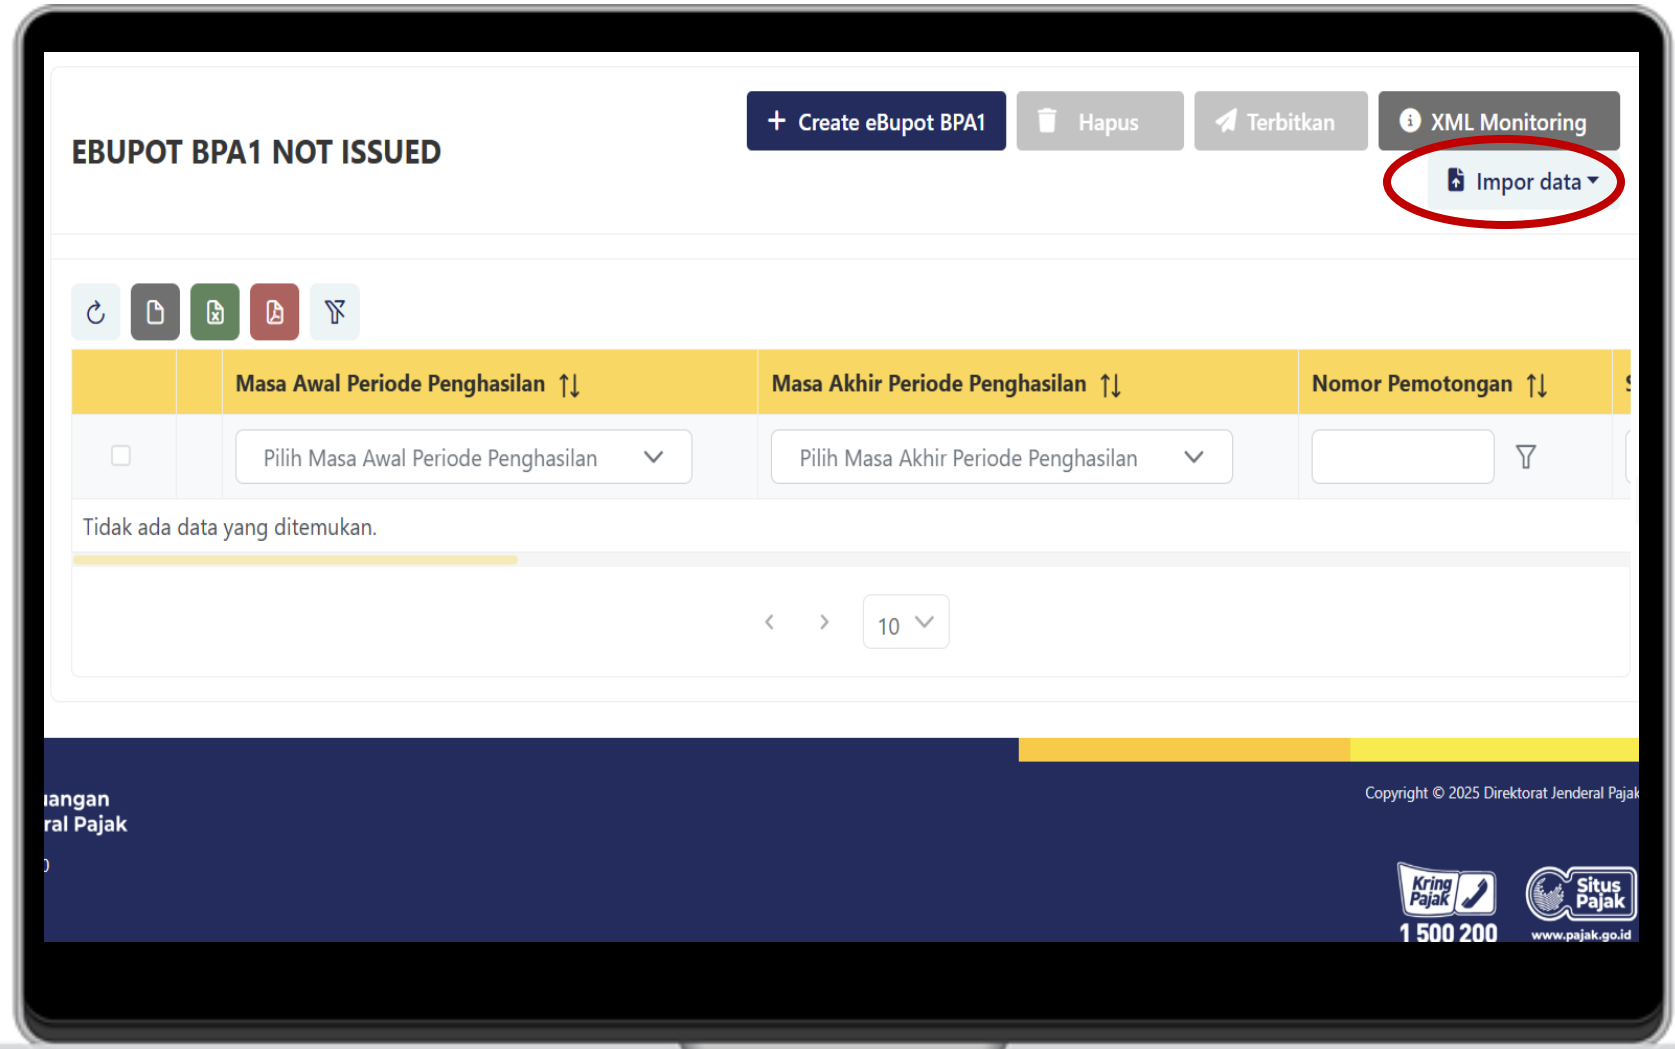 EBUPOT BPA1 NOT ISSUED
+ Create eBupot BPA1
Hapus
Terbitkan
XML Monitoring
Impor data
Masa Awal Periode Penghasilan
Masa Akhir Periode Penghasilan
Nomor Pemotongan
Pilih Masa Awal Periode Penghasilan
Pilih Masa Akhir Periode Penghasilan
Tidak ada data yang ditemukan.
10
Copyright © 2025 Direktorat Jenderal Pajak
Pajak
Kring
Pajak
1 500 200
Situs
Pajak
www.pajak.go.id